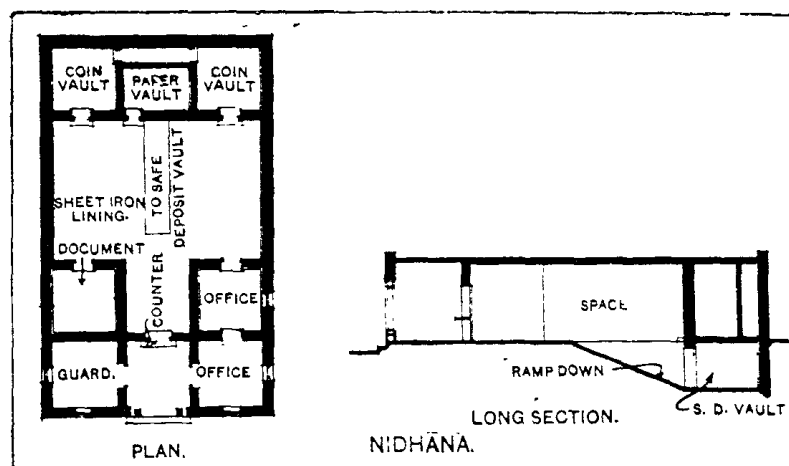 COIN
VAULT
PAPER
VAULT
COIN
VAULT
TO SAFE
DEPOSIT VAULT
SHEET IRON
LINING.
DOCUMENT
COUNTER
OFFICE
GUARD.
OFFICE
PLAN.
SPACE
RAMP DOWN
S. D. VAULT
LONG SECTION.
NIDHĀNA.